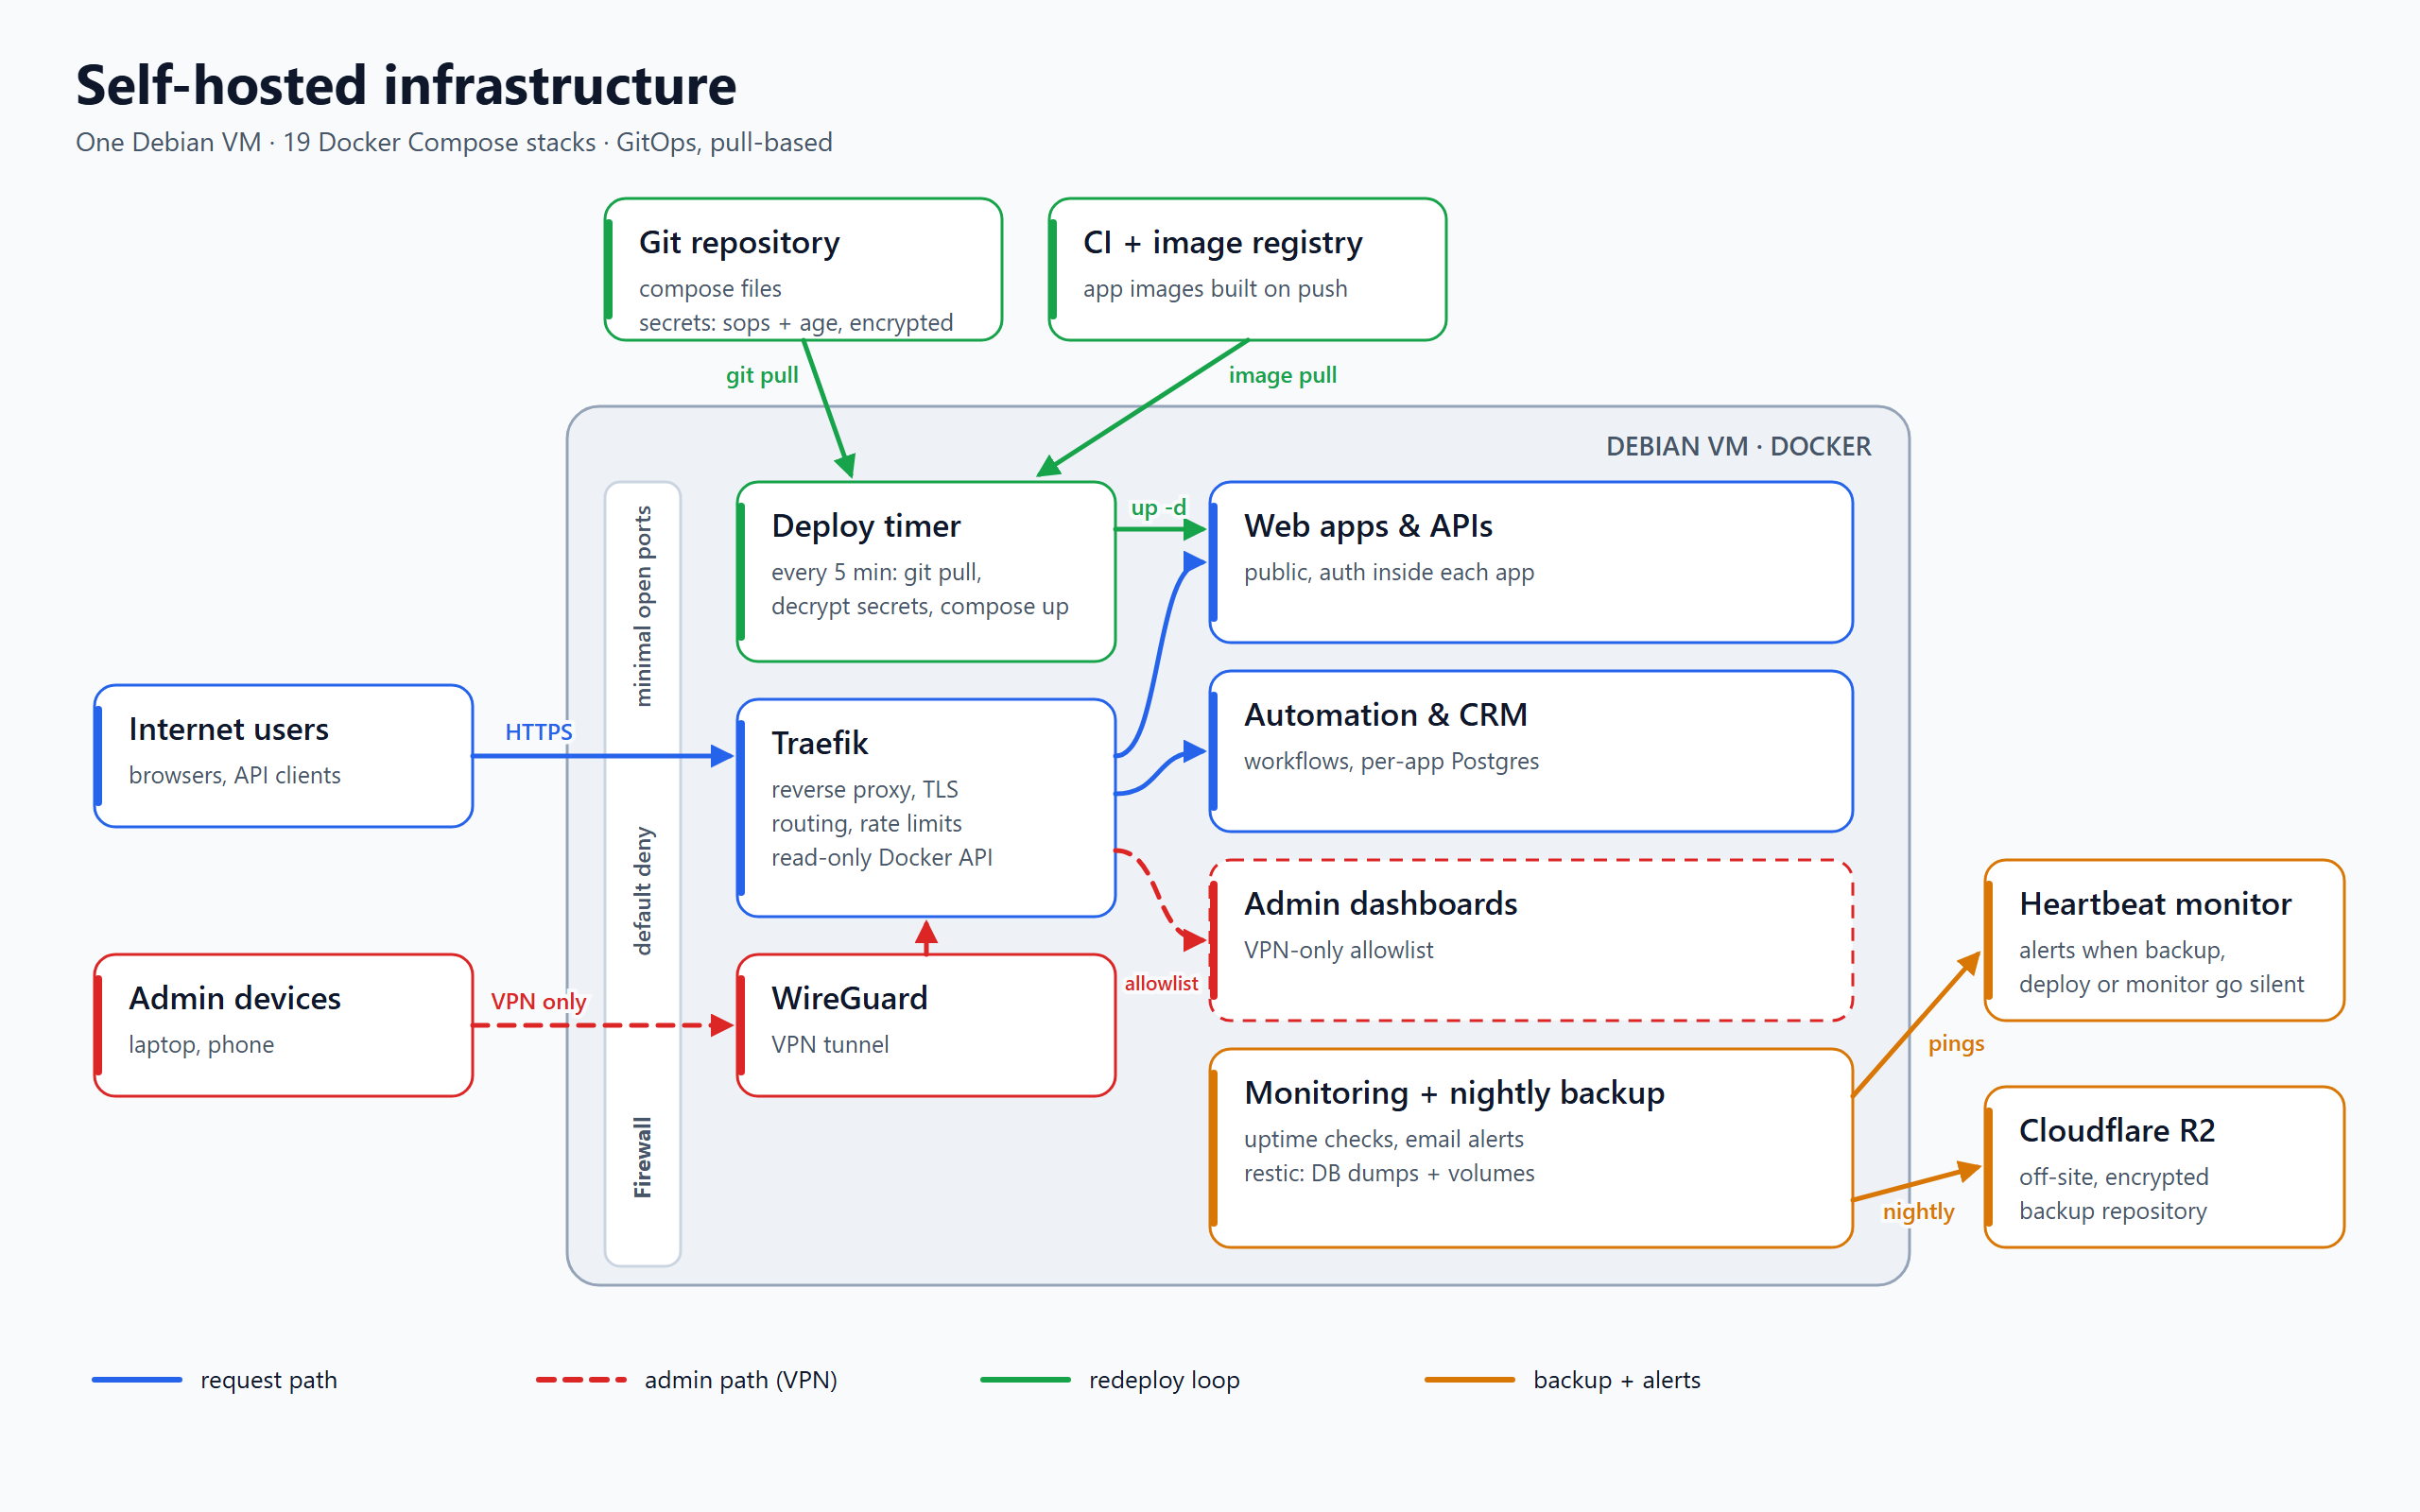 Self-hosted infrastructure
One Debian VM · 19 Docker Compose stacks · GitOps, pull-based
Git repository
compose files
secrets: sops + age, encrypted
CI + image registry
app images built on push
git pull
image pull
DEBIAN VM · DOCKER
minimal open ports
default deny
Firewall
Deploy timer
every 5 min: git pull,
decrypt secrets, compose up
up -d
Web apps & APIs
public, auth inside each app
Internet users
browsers, API clients
HTTPS
Traefik
reverse proxy, TLS
routing, rate limits
read-only Docker API
Automation & CRM
workflows, per-app Postgres
Admin devices
laptop, phone
VPN only
WireGuard
VPN tunnel
allowlist
Admin dashboards
VPN-only allowlist
Monitoring + nightly backup
uptime checks, email alerts
restic: DB dumps + volumes
Heartbeat monitor
alerts when backup,
deploy or monitor go silent
pings
Cloudflare R2
off-site, encrypted
backup repository
nightly
request path
admin path (VPN)
redeploy loop
backup + alerts